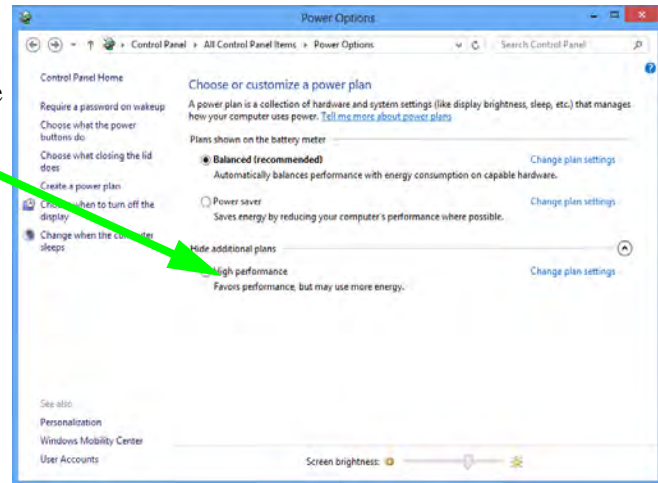 Power Options
Control Panel › All Control Panel Items › Power Options
Search Control Panel
e
Control Panel Home
Require a password on wakeup
Choose what the power
buttons do
Choose what closing the lid
does
Create a power plan
Choose when to turn off the
display
Change when the computer
sleeps
See also
Personalization
Windows Mobility Center
User Accounts
Choose or customize a power plan
A power plan is a collection of hardware and system settings (like display brightness, sleep, etc.) that manages
how your computer uses power. Tell me more about power plans
Plans shown on the battery meter
Balanced (recommended) Change plan settings
Automatically balances performance with energy consumption on capable hardware.
Power saver Change plan settings
Saves energy by reducing your computer's performance where possible.
Hide additional plans
High performance Change plan settings
Favors performance, but may use more energy.
Screen brightness: